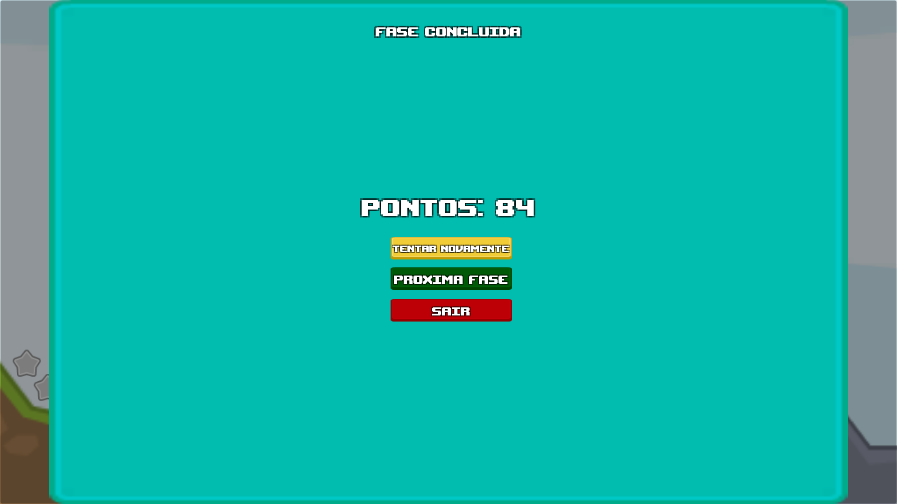 FASE CONCLUIDA
PONTOS: 84
TENTAR NOVAMENTE
PROXIMA FASE
SAIR